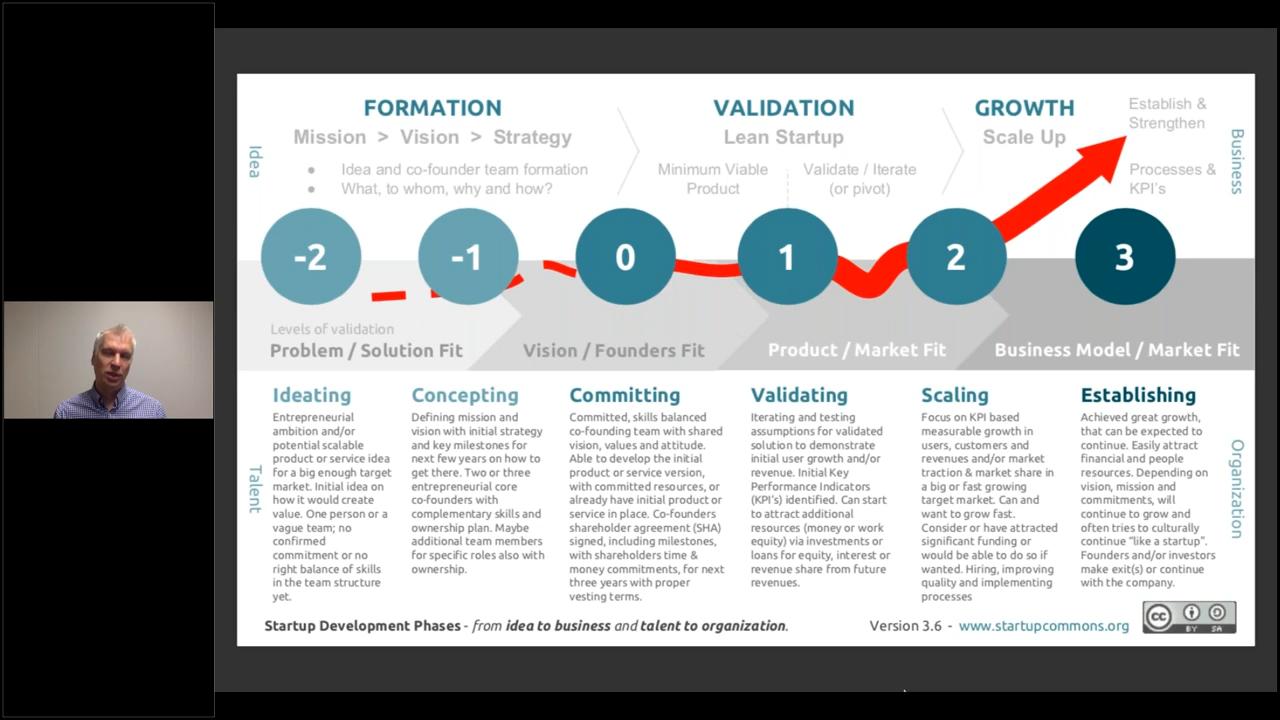 FORMATION
Mission > Vision > Strategy
● Idea and co-founder team formation
● What, to whom, why and how?
VALIDATION
Lean Startup
Minimum Viable
Product
Validate / Iterate
(or pivot)
GROWTH
Scale Up
Establish &
Strengthen
Processes &
KPI's
Idea
Business
-2
-1
0
1
2
3
Levels of validation
Problem / Solution Fit
Vision / Founders Fit
Product / Market Fit
Business Model / Market Fit
Talent
Organization
Ideating
Entrepreneurial
ambition and/or
potential scalable
product or service idea
for a big enough target
market. Initial idea on
how it would create
value. One person or a
vague team; no
confirmed
commitment or no
right balance of skills
in the team structure
yet.
Concepting
Defining mission and
vision with initial strategy
and key milestones for
next few years on how to
get there. Two or three
entrepreneurial core
co-founders with
complementary skills and
ownership plan. Maybe
additional team members
for specific roles also with
ownership.
Committing
Committed, skills balanced
co-founding team with shared
vision, values and attitude.
Able to develop the initial
product or service version,
with committed resources, or
already have initial product or
service in place. Co-founders
shareholder agreement (SHA)
signed, including milestones,
with shareholders time &
money commitments, for next
three years with proper
vesting terms.
Validating
Iterating and testing
assumptions for validated
solution to demonstrate
initial user growth and/or
revenue. Initial Key
Performance Indicators
(KPI's) identified. Can start
to attract additional
resources (money or work
equity) via investments or
loans for equity, interest or
revenue share from future
revenues.
Scaling
Focus on KPI based
measurable growth in
users, customers and
revenues and/or market
traction & market share in
a big or fast growing
target market. Can and
want to grow fast.
Consider or have attracted
significant funding or
would be able to do so if
wanted. Hiring, improving
quality and implementing
processes
Establishing
Achieved great growth,
that can be expected to
continue. Easily attract
financial and people
resources. Depending on
vision, mission and
commitments, will
continue to grow and
often tries to culturally
continue "like a startup".
Founders and/or investors
make exit(s) or continue
with the company.
Startup Development Phases - from idea to business and talent to organization.
Version 3.6 - www.startupcommons.org
cc BY SA